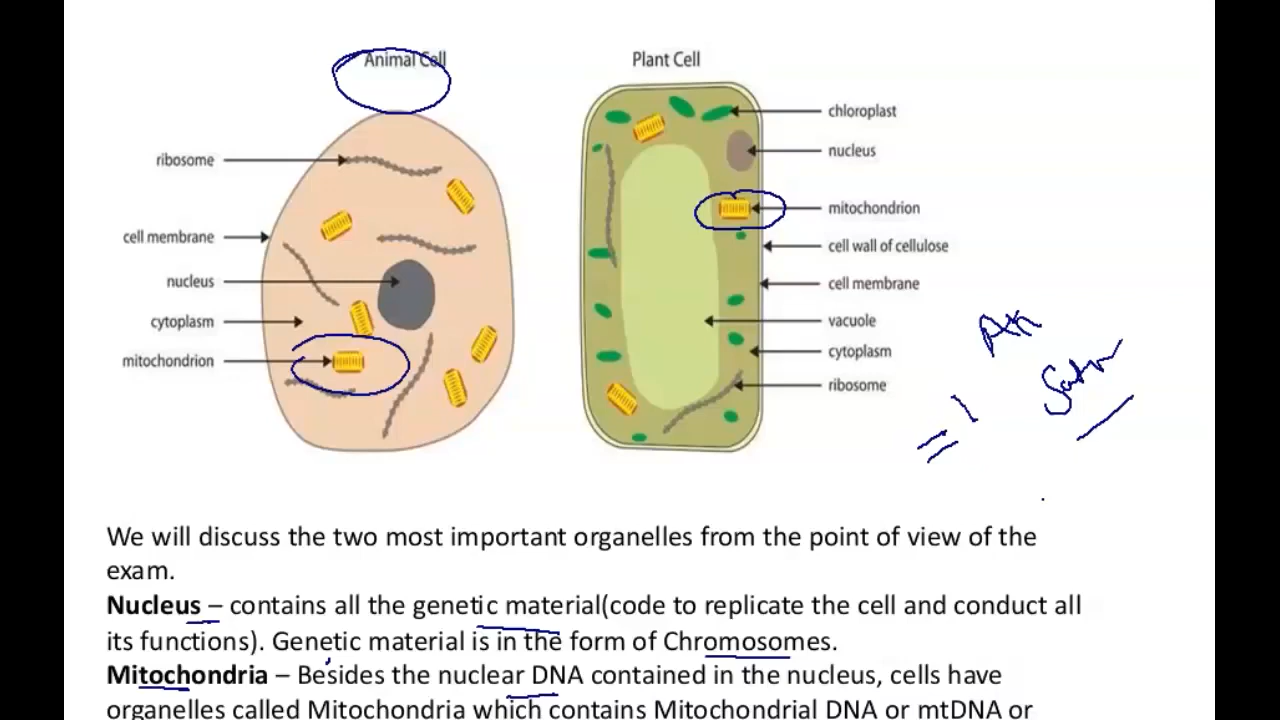 Animal Cell
Plant Cell
ribosome
cell membrane
nucleus
cytoplasm
mitochondrion
chloroplast
nucleus
mitochondrion
cell wall of cellulose
cell membrane
vacuole
cytoplasm
ribosome
We will discuss the two most important organelles from the point of view of the
exam.
Nucleus – contains all the genetic material(code to replicate the cell and conduct all
its functions). Genetic material is in the form of Chromosomes.
Mitochondria – Besides the nuclear DNA contained in the nucleus, cells have
organelles called Mitochondria which contains Mitochondrial DNA or mtDNA or